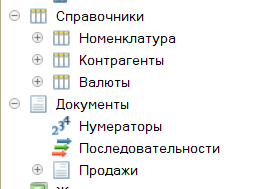 Справочники
Номенклатура
Контрагенты
Валюты
Документы
Нумераторы
Последовательности
Продажи